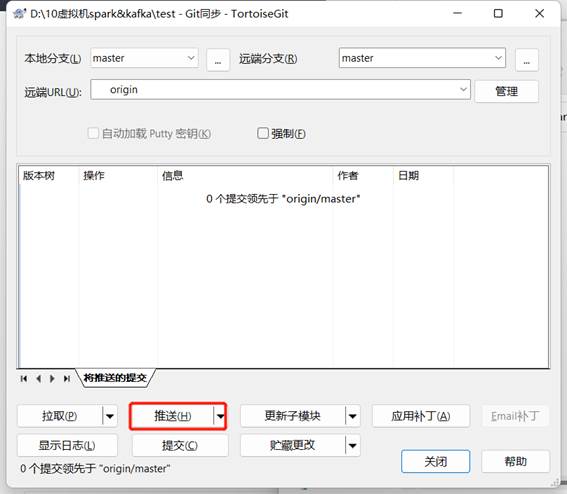 D:\10虚拟机spark&kafka\test - Git同步 - TortoiseGit
本地分支(L) master ... 远端分支(R) master ...
远端URL(U): origin 管理
自动加载 Putty 密钥(K) 强制(F)
版本树 操作 信息 作者 日期
0 个提交领先于 "origin/master"
将推送的提交
拉取(P) 推送(H) 更新子模块 应用补丁(A) Email补丁
显示日志(L) 提交(C) 贮藏更改
关闭 帮助
0 个提交领先于 "origin/master"